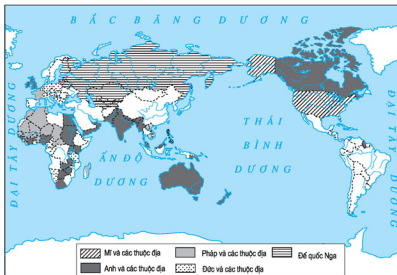 BẮC BĂNG DƯƠNG
ĐẠI TÂY DƯƠNG
ẤN ĐỘ
DƯƠNG
THÁI
BÌNH
DƯƠNG
ĐẠI TÂY DƯƠNG
Mĩ và các thuộc địa
Pháp và các thuộc địa
Đế quốc Nga
Anh và các thuộc địa
Đức và các thuộc địa